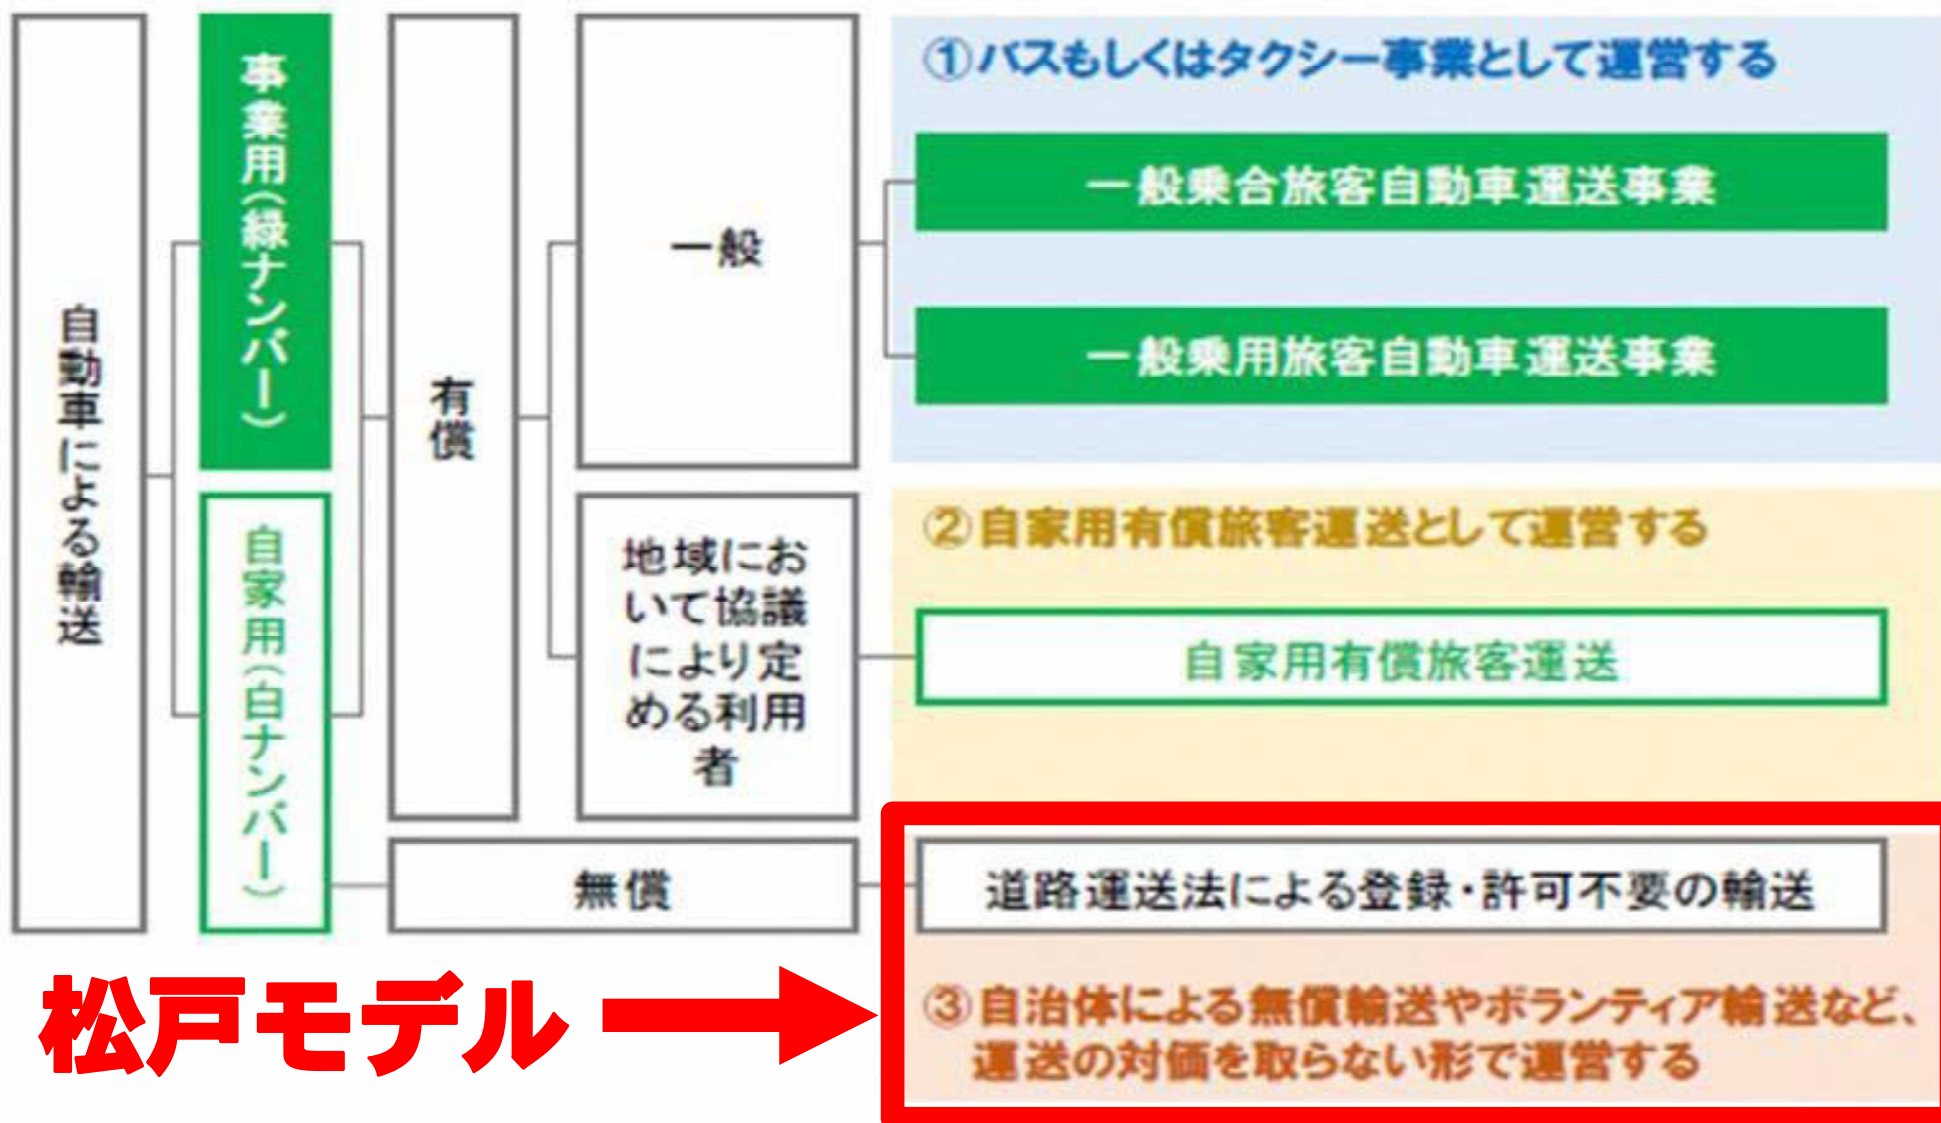 自動車による輸送
事業用(緑ナンバー)
自家用(白ナンバー)
有償
無償
一般
地域にお
いて協議
により定
める利用
者
①バスもしくはタクシー事業として運営する
一般乗合旅客自動車運送事業
一般乗用旅客自動車運送事業
②自家用有償旅客運送として運営する
自家用有償旅客運送
道路運送法による登録・許可不要の輸送
③自治体による無償輸送やボランティア輸送など、
運送の対価を取らない形で運営する
松戸モデル